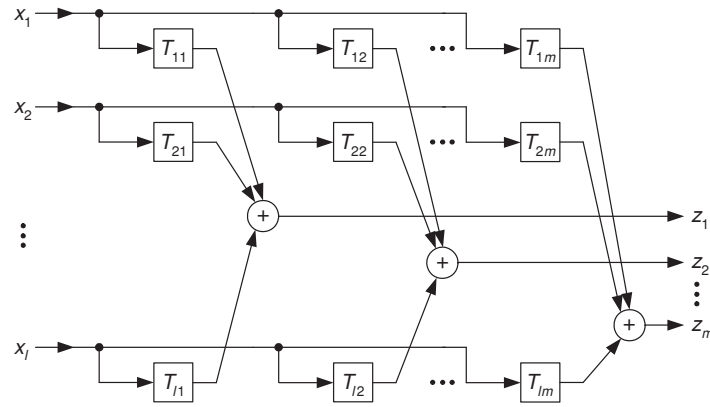 x₁ T₁₁ T₁₂ ••• T₁ₘ
x₂ T₂₁ T₂₂ ••• T₂ₘ
+ z₁
+ z₂
+ zₘ
xₗ Tₗ₁ Tₗ₂ ••• Tₗₘ